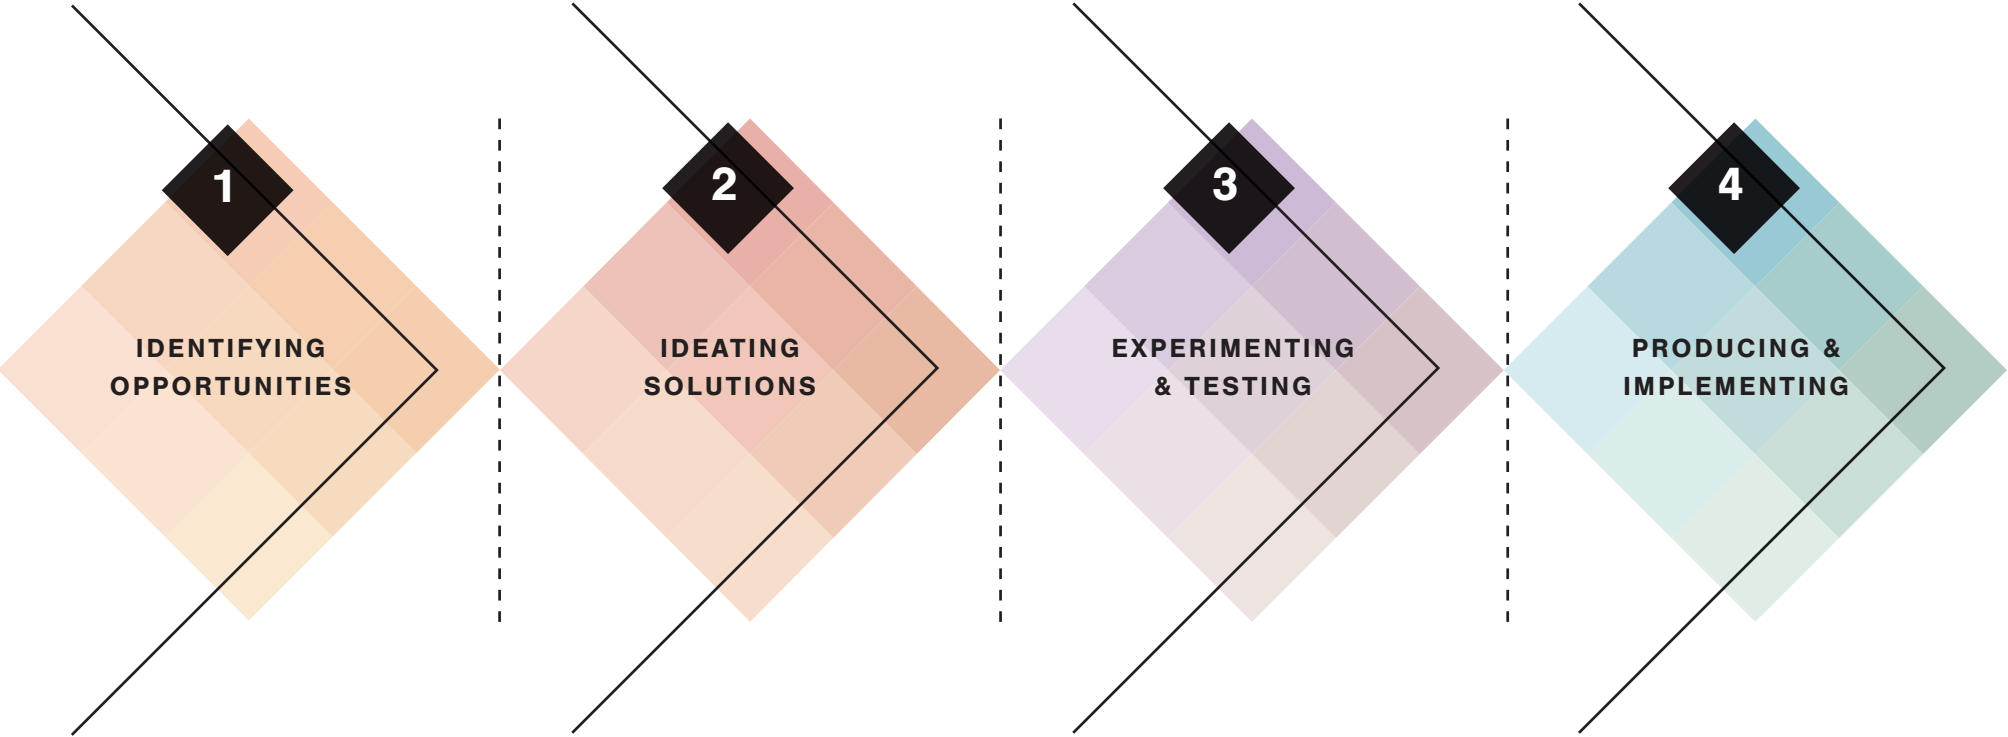 1
IDENTIFYING
OPPORTUNITIES
2
IDEATING
SOLUTIONS
3
EXPERIMENTING
& TESTING
4
PRODUCING &
IMPLEMENTING